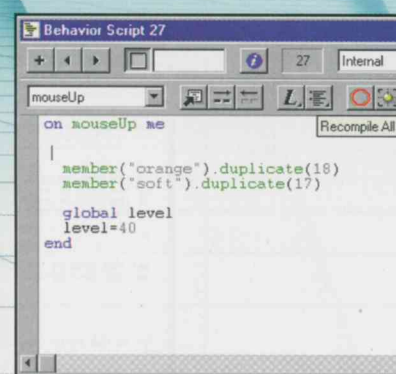 Behavior Script 27
27 Internal
mouseUp
Recompile All
on mouseUp me
member("orange").duplicate(18)
member("soft").duplicate(17)
global level
level=40
end